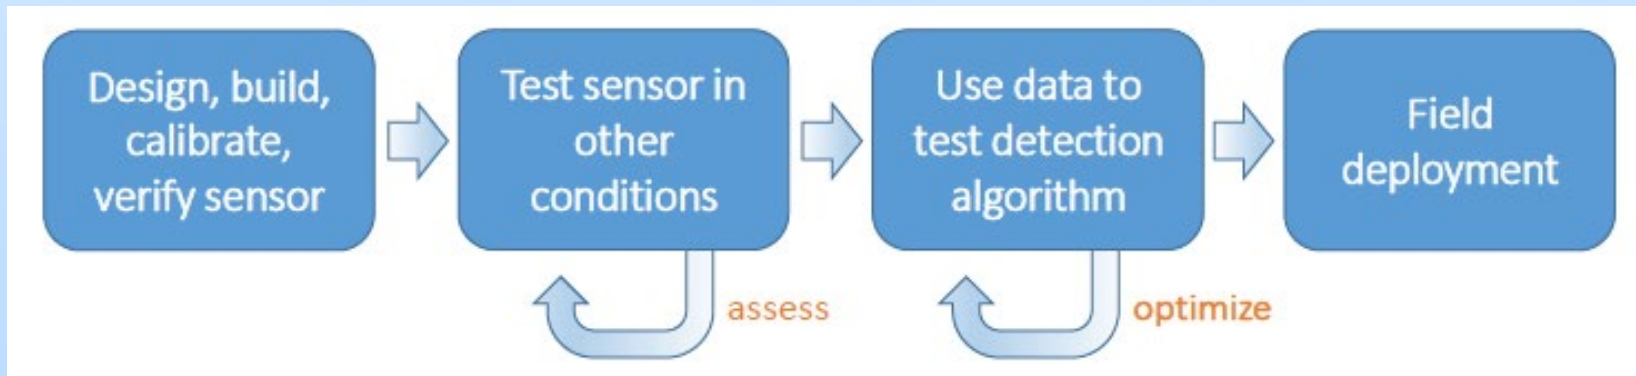 Design, build,
calibrate,
verify sensor
Test sensor in
other
conditions
Use data to
test detection
algorithm
Field
deployment
assess
optimize